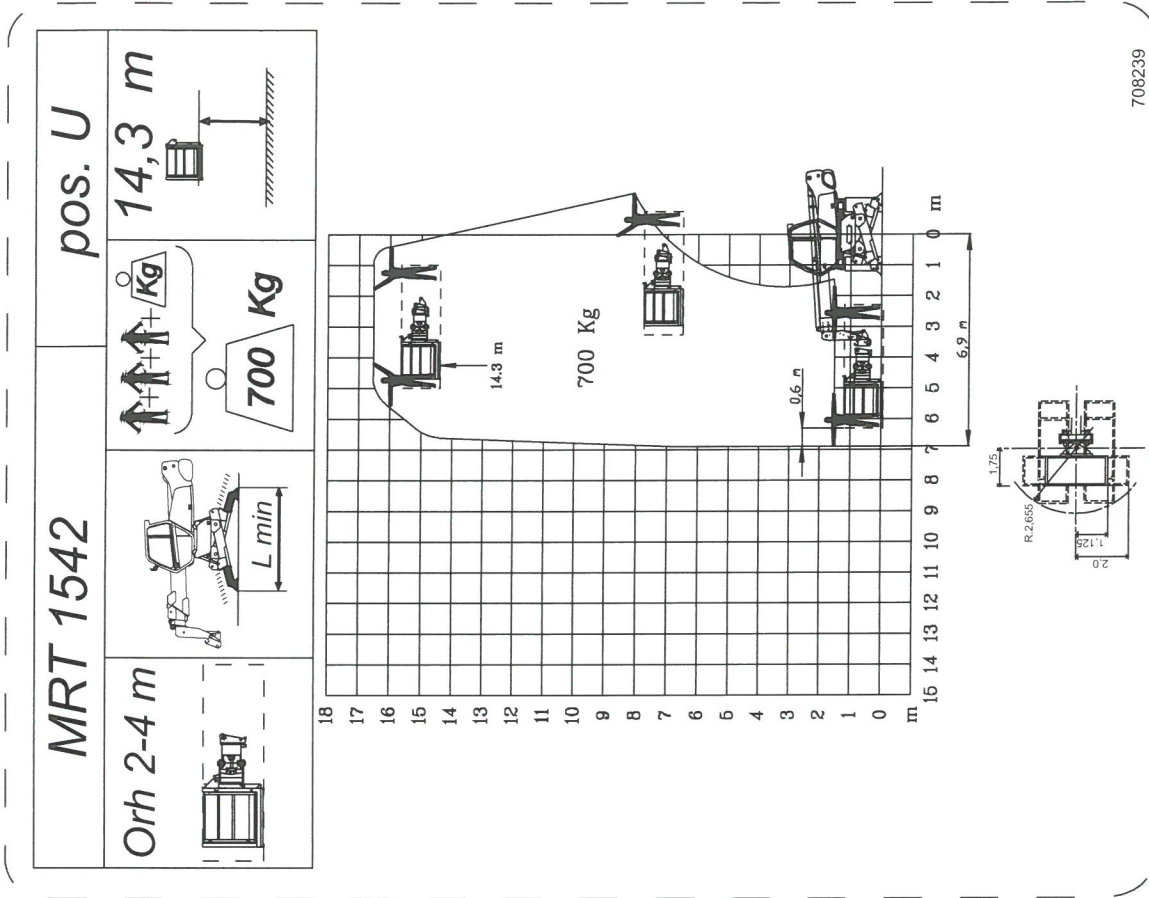 MRT 1542
pos. U
Orh 2-4 m
L min
Kg
700 Kg
14,3 m
18
17
16
15
14
13
12
11
10
9
8
7
6
5
4
3
2
1
0
m
15 14 13 12 11 10 9 8 7 6 5 4 3 2 1 0 m
14.3 m
700 Kg
0,6 m
6,9 m
1,75
R.2,655
1,125
2,0
708239